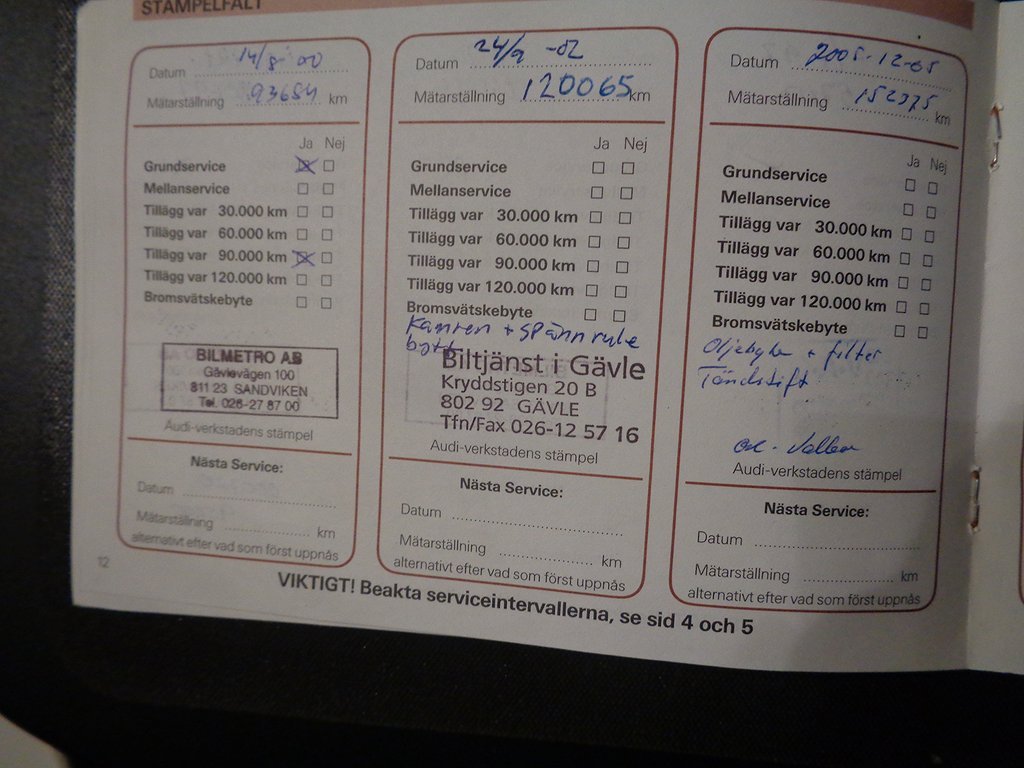 STAMPELFÄLT
Datum 14/8 00
Mätarställning 93654 km
Ja Nej
Grundservice
Mellanservice
Tillägg var 30.000 km
Tillägg var 60.000 km
Tillägg var 90.000 km
Tillägg var 120.000 km
Bromsvätskebyte
BILMETRO AB
Gävlevägen 100
811 23 SANDVIKEN
Tel. 026-27 87 00
Audi-verkstadens stämpel
Nästa Service:
Datum
Mätarställning km
alternativt efter vad som först uppnås
12
Datum 24/9 -02
Mätarställning 120065 km
Ja Nej
Grundservice
Mellanservice
Tillägg var 30.000 km
Tillägg var 60.000 km
Tillägg var 90.000 km
Tillägg var 120.000 km
Bromsvätskebyte
Kamrem + spännrulle
bytt
Biltjänst i Gävle
Kryddstigen 20 B
802 92 GÄVLE
Tfn/Fax 026-12 57 16
Audi-verkstadens stämpel
Nästa Service:
Datum
Mätarställning km
alternativt efter vad som först uppnås
Datum 2005-12-05
Mätarställning 152375 km
Ja Nej
Grundservice
Mellanservice
Tillägg var 30.000 km
Tillägg var 60.000 km
Tillägg var 90.000 km
Tillägg var 120.000 km
Bromsvätskebyte
Oljebyte + filter
Tändstift
Audi-verkstadens stämpel
Nästa Service:
Datum
Mätarställning km
alternativt efter vad som först uppnås
VIKTIGT! Beakta serviceintervallerna, se sid 4 och 5